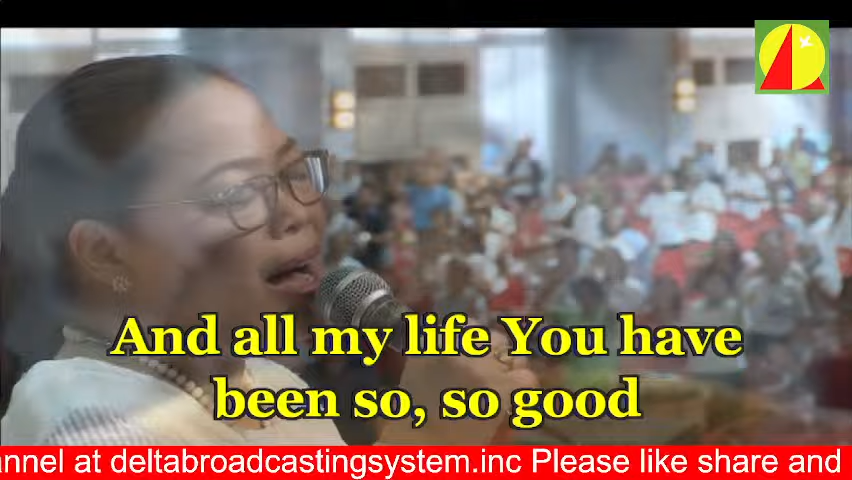 And all my life You have
been so, so good
annel at deltabroadcastingsystem.inc Please like share and